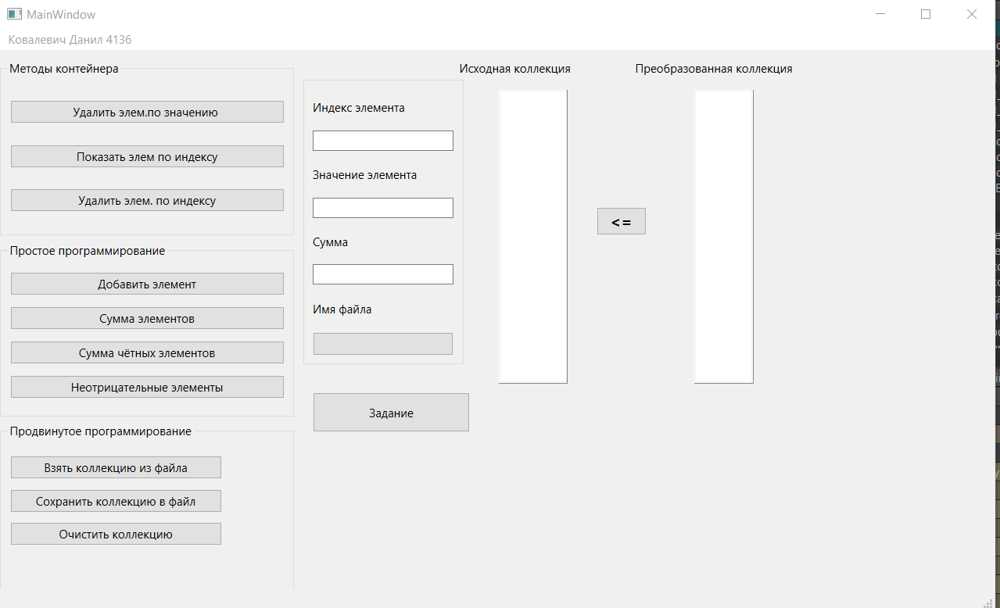 MainWindow
Ковалевич Данил 4136
Методы контейнера
Удалить элем.по значению
Показать элем по индексу
Удалить элем. по индексу
Простое программирование
Добавить элемент
Сумма элементов
Сумма чётных элементов
Неотрицательные элементы
Продвинутое программирование
Взять коллекцию из файла
Сохранить коллекцию в файл
Очистить коллекцию
Индекс элемента
Значение элемента
Сумма
Имя файла
Задание
Исходная коллекция
<=
Преобразованная коллекция